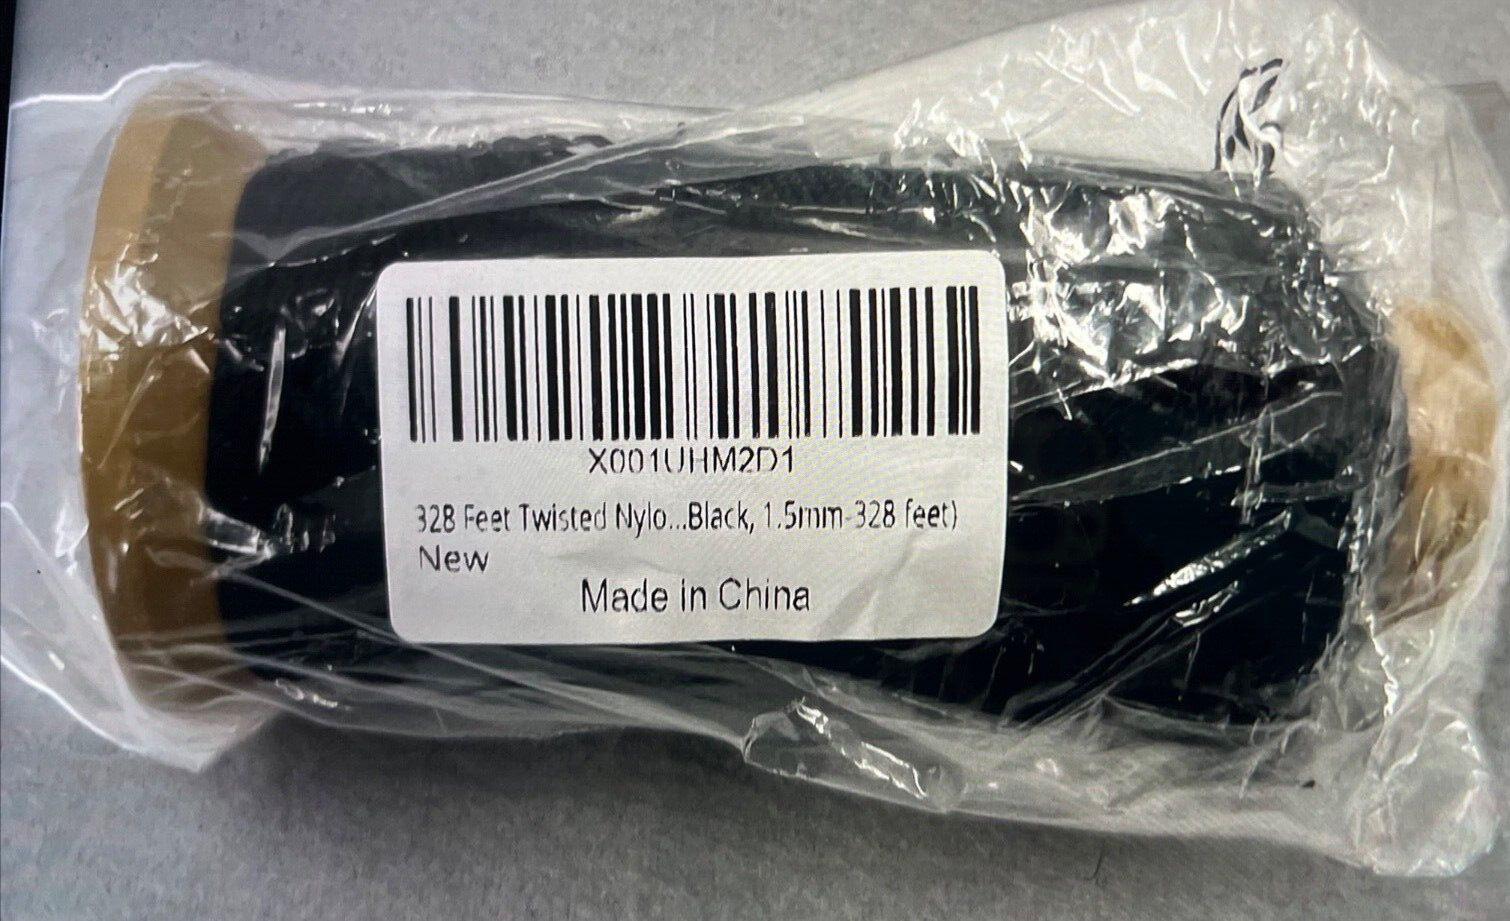 X001UHM2D1
328 Feet Twisted Nylo...Black, 1.5mm-328 feet)
New
Made in China